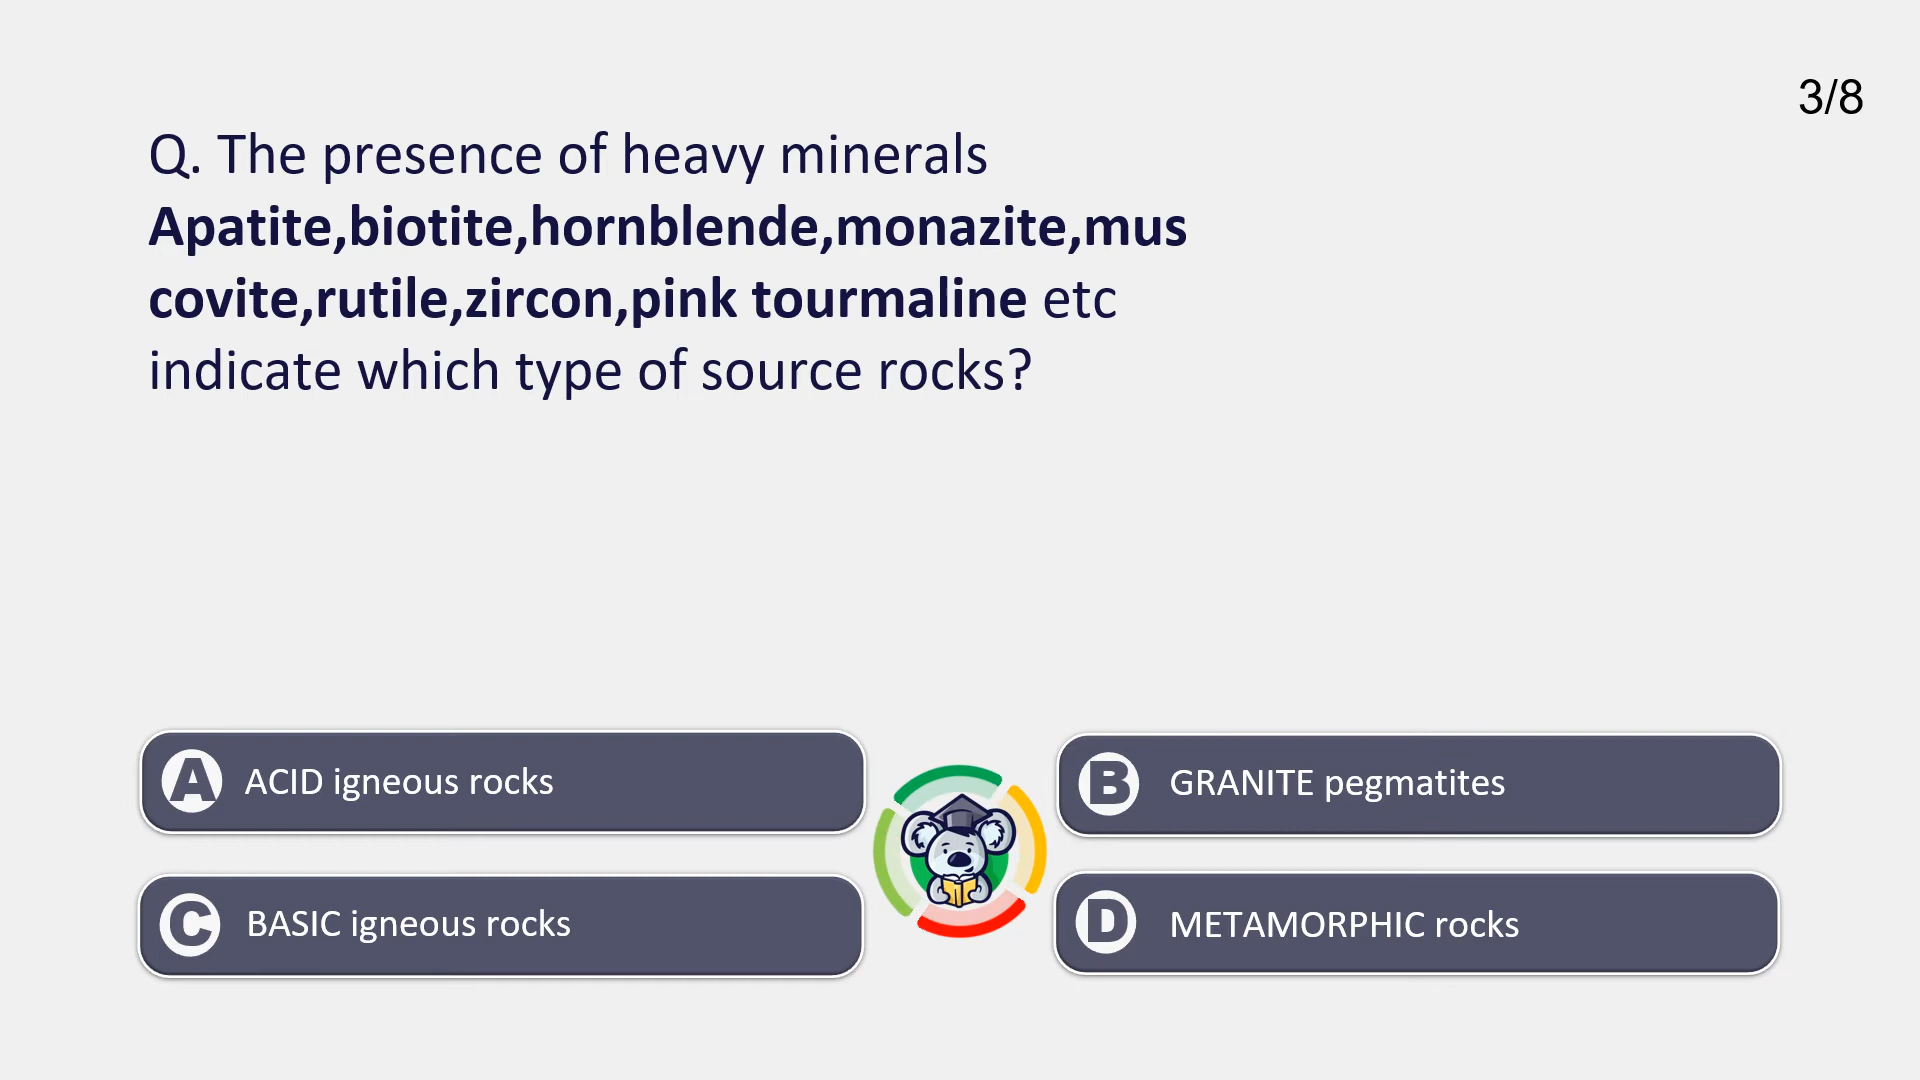 3/8
Q. The presence of heavy minerals
Apatite,biotite,hornblende,monazite,mus
covite,rutile,zircon,pink tourmaline etc
indicate which type of source rocks?
A ACID igneous rocks
B GRANITE pegmatites
C BASIC igneous rocks
D METAMORPHIC rocks